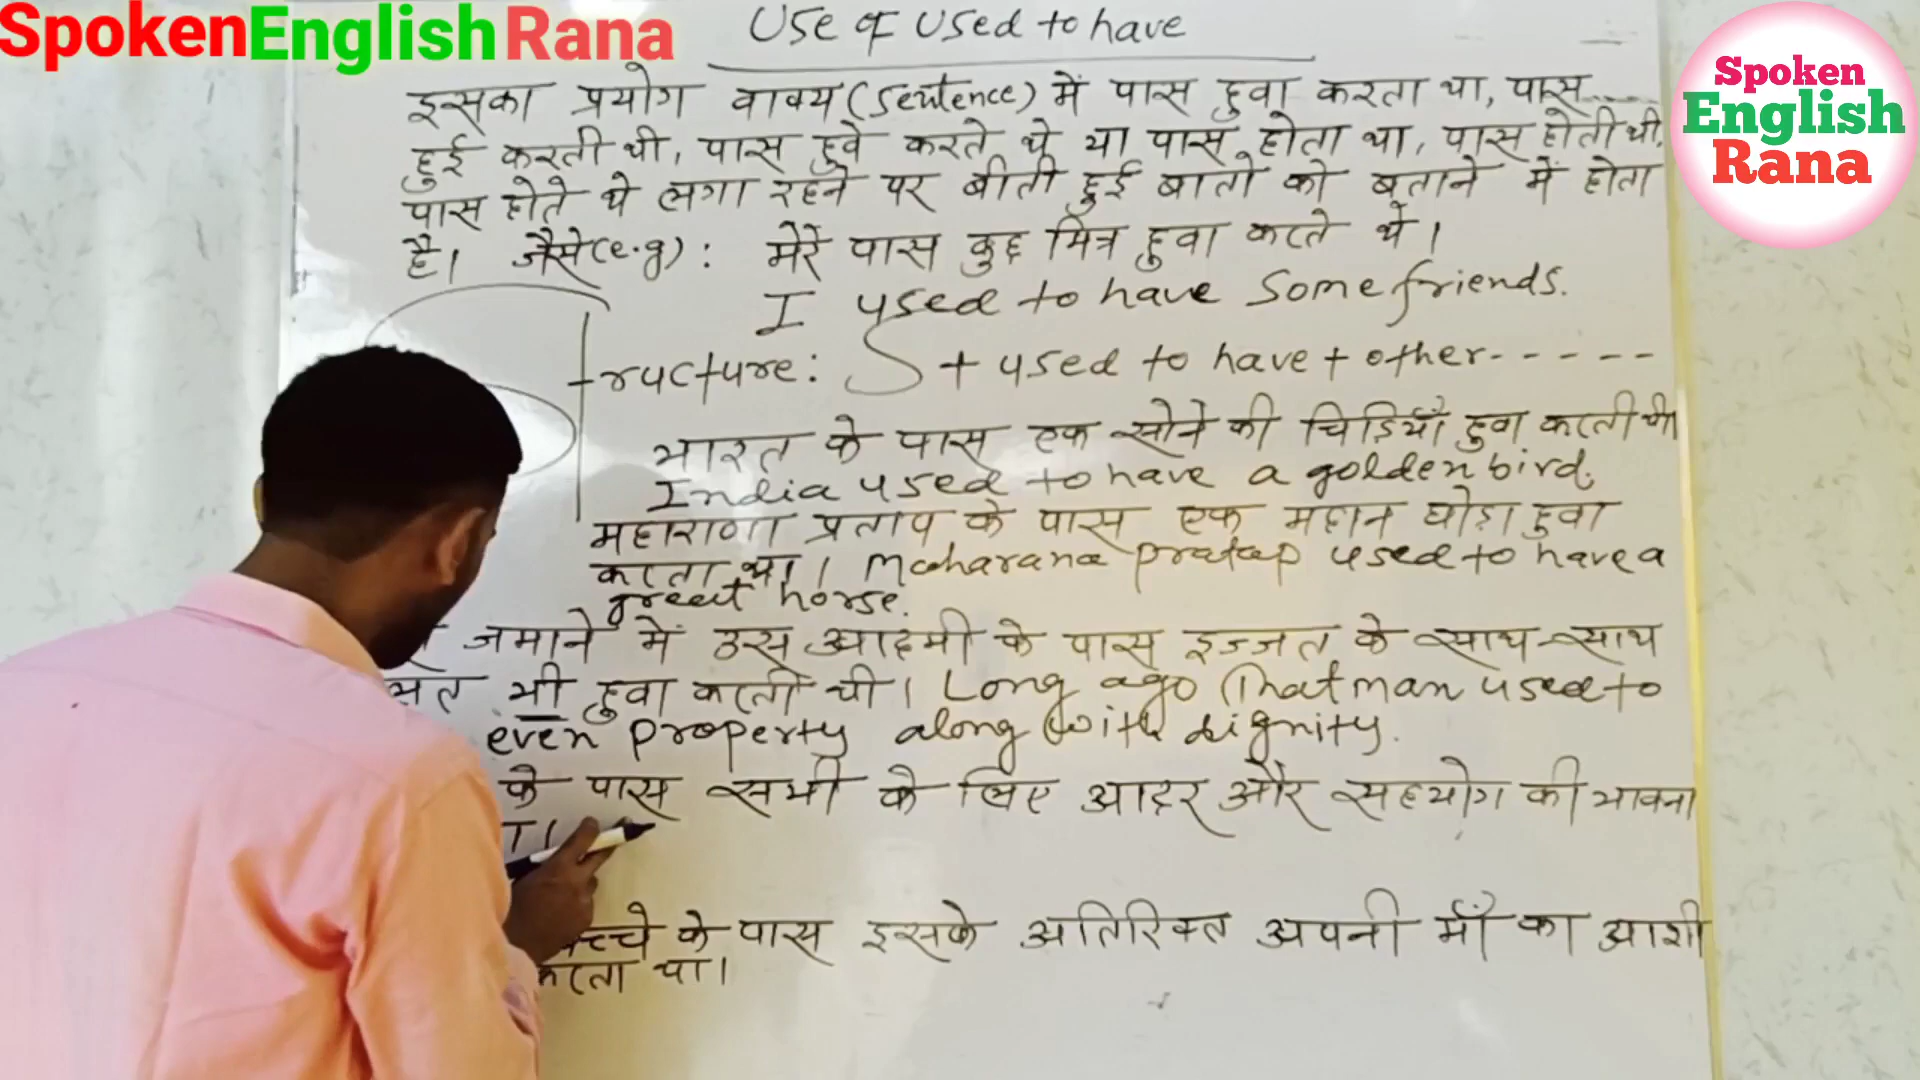 SpokenEnglish Rana
Use of used to have
Spoken
English
Rana
इसका प्रयोग वाक्य (Sentence) में पास हुवा करता था, पास
हुई करती थी, पास हुवे करते थे या पास होता था, पास होती थी,
पास होते थे लगा रहने पर बीती हुई बातो को बताने में होता
है। जैसे (e.g) : मेरे पास कुछ मित्र हुवा करते थे।
I used to have some friends.
tructure: S + used to have + other - - - - -
भारत के पास एक सोने की चिड़ियाँ हुवा करती थी।
India used to have a golden bird.
महाराणा प्रताप के पास एक महान घोड़ा हुवा
करता था। Maharana pratap used to have a
great horse.
जमाने में उस आदमी के पास इज्जत के साथ-साथ
भी हुवा करती थी। Long ago that man used to
even property along with dignity.
के पास सभी के लिए आदर और सहयोग की भावना
बच्चे के पास इसके अतिरिक्त अपनी माँ का आशी
करता था।